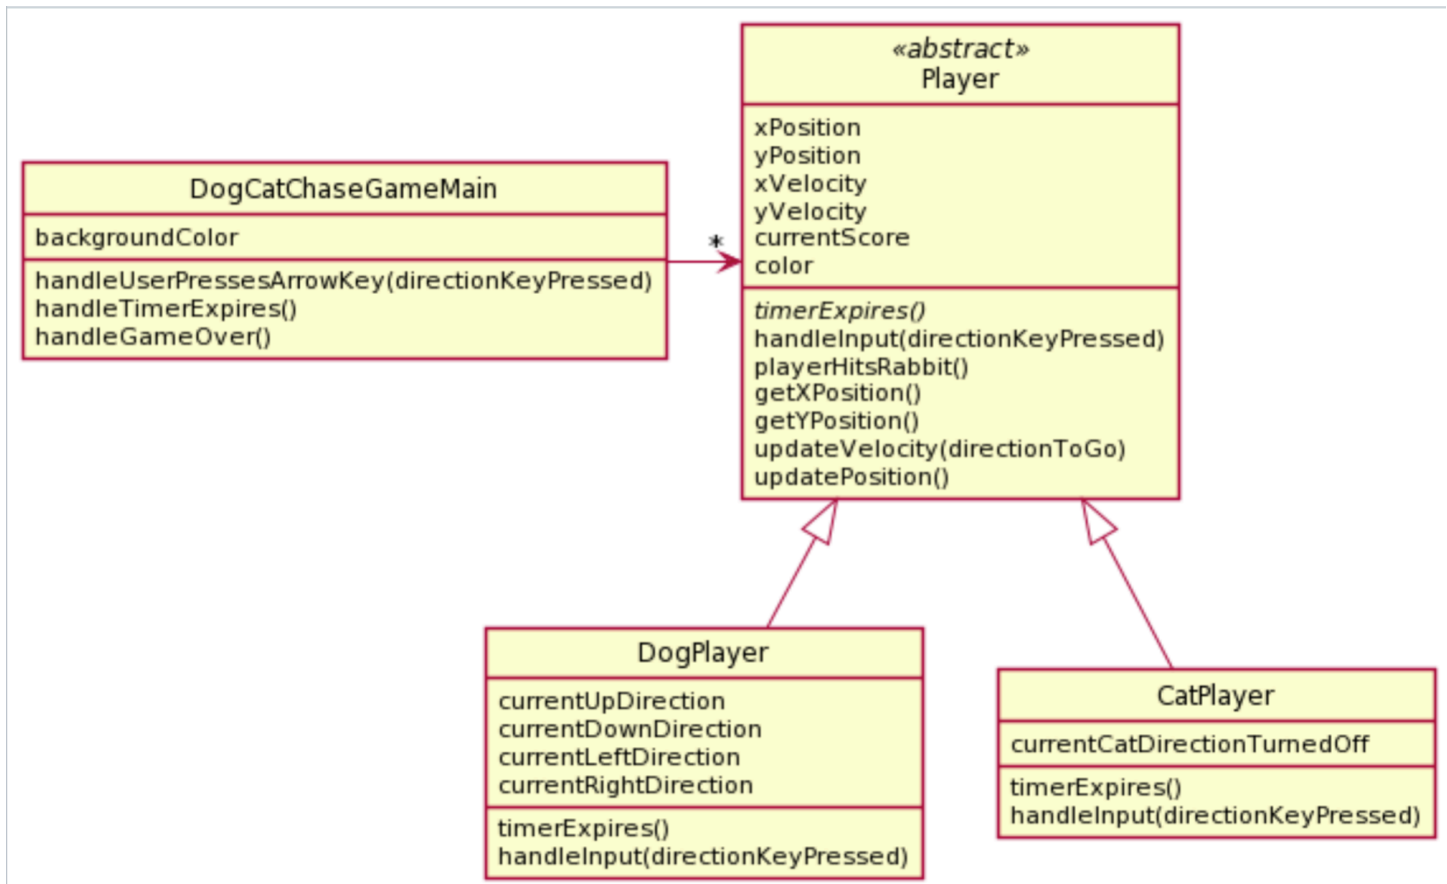 «abstract»
Player
xPosition
yPosition
xVelocity
yVelocity
currentScore
color
timerExpires()
handleInput(directionKeyPressed)
playerHitsRabbit()
getXPosition()
getYPosition()
updateVelocity(directionToGo)
updatePosition()
DogCatChaseGameMain
backgroundColor
handleUserPressesArrowKey(directionKeyPressed)
handleTimerExpires()
handleGameOver()
*
DogPlayer
currentUpDirection
currentDownDirection
currentLeftDirection
currentRightDirection
timerExpires()
handleInput(directionKeyPressed)
CatPlayer
currentCatDirectionTurnedOff
timerExpires()
handleInput(directionKeyPressed)